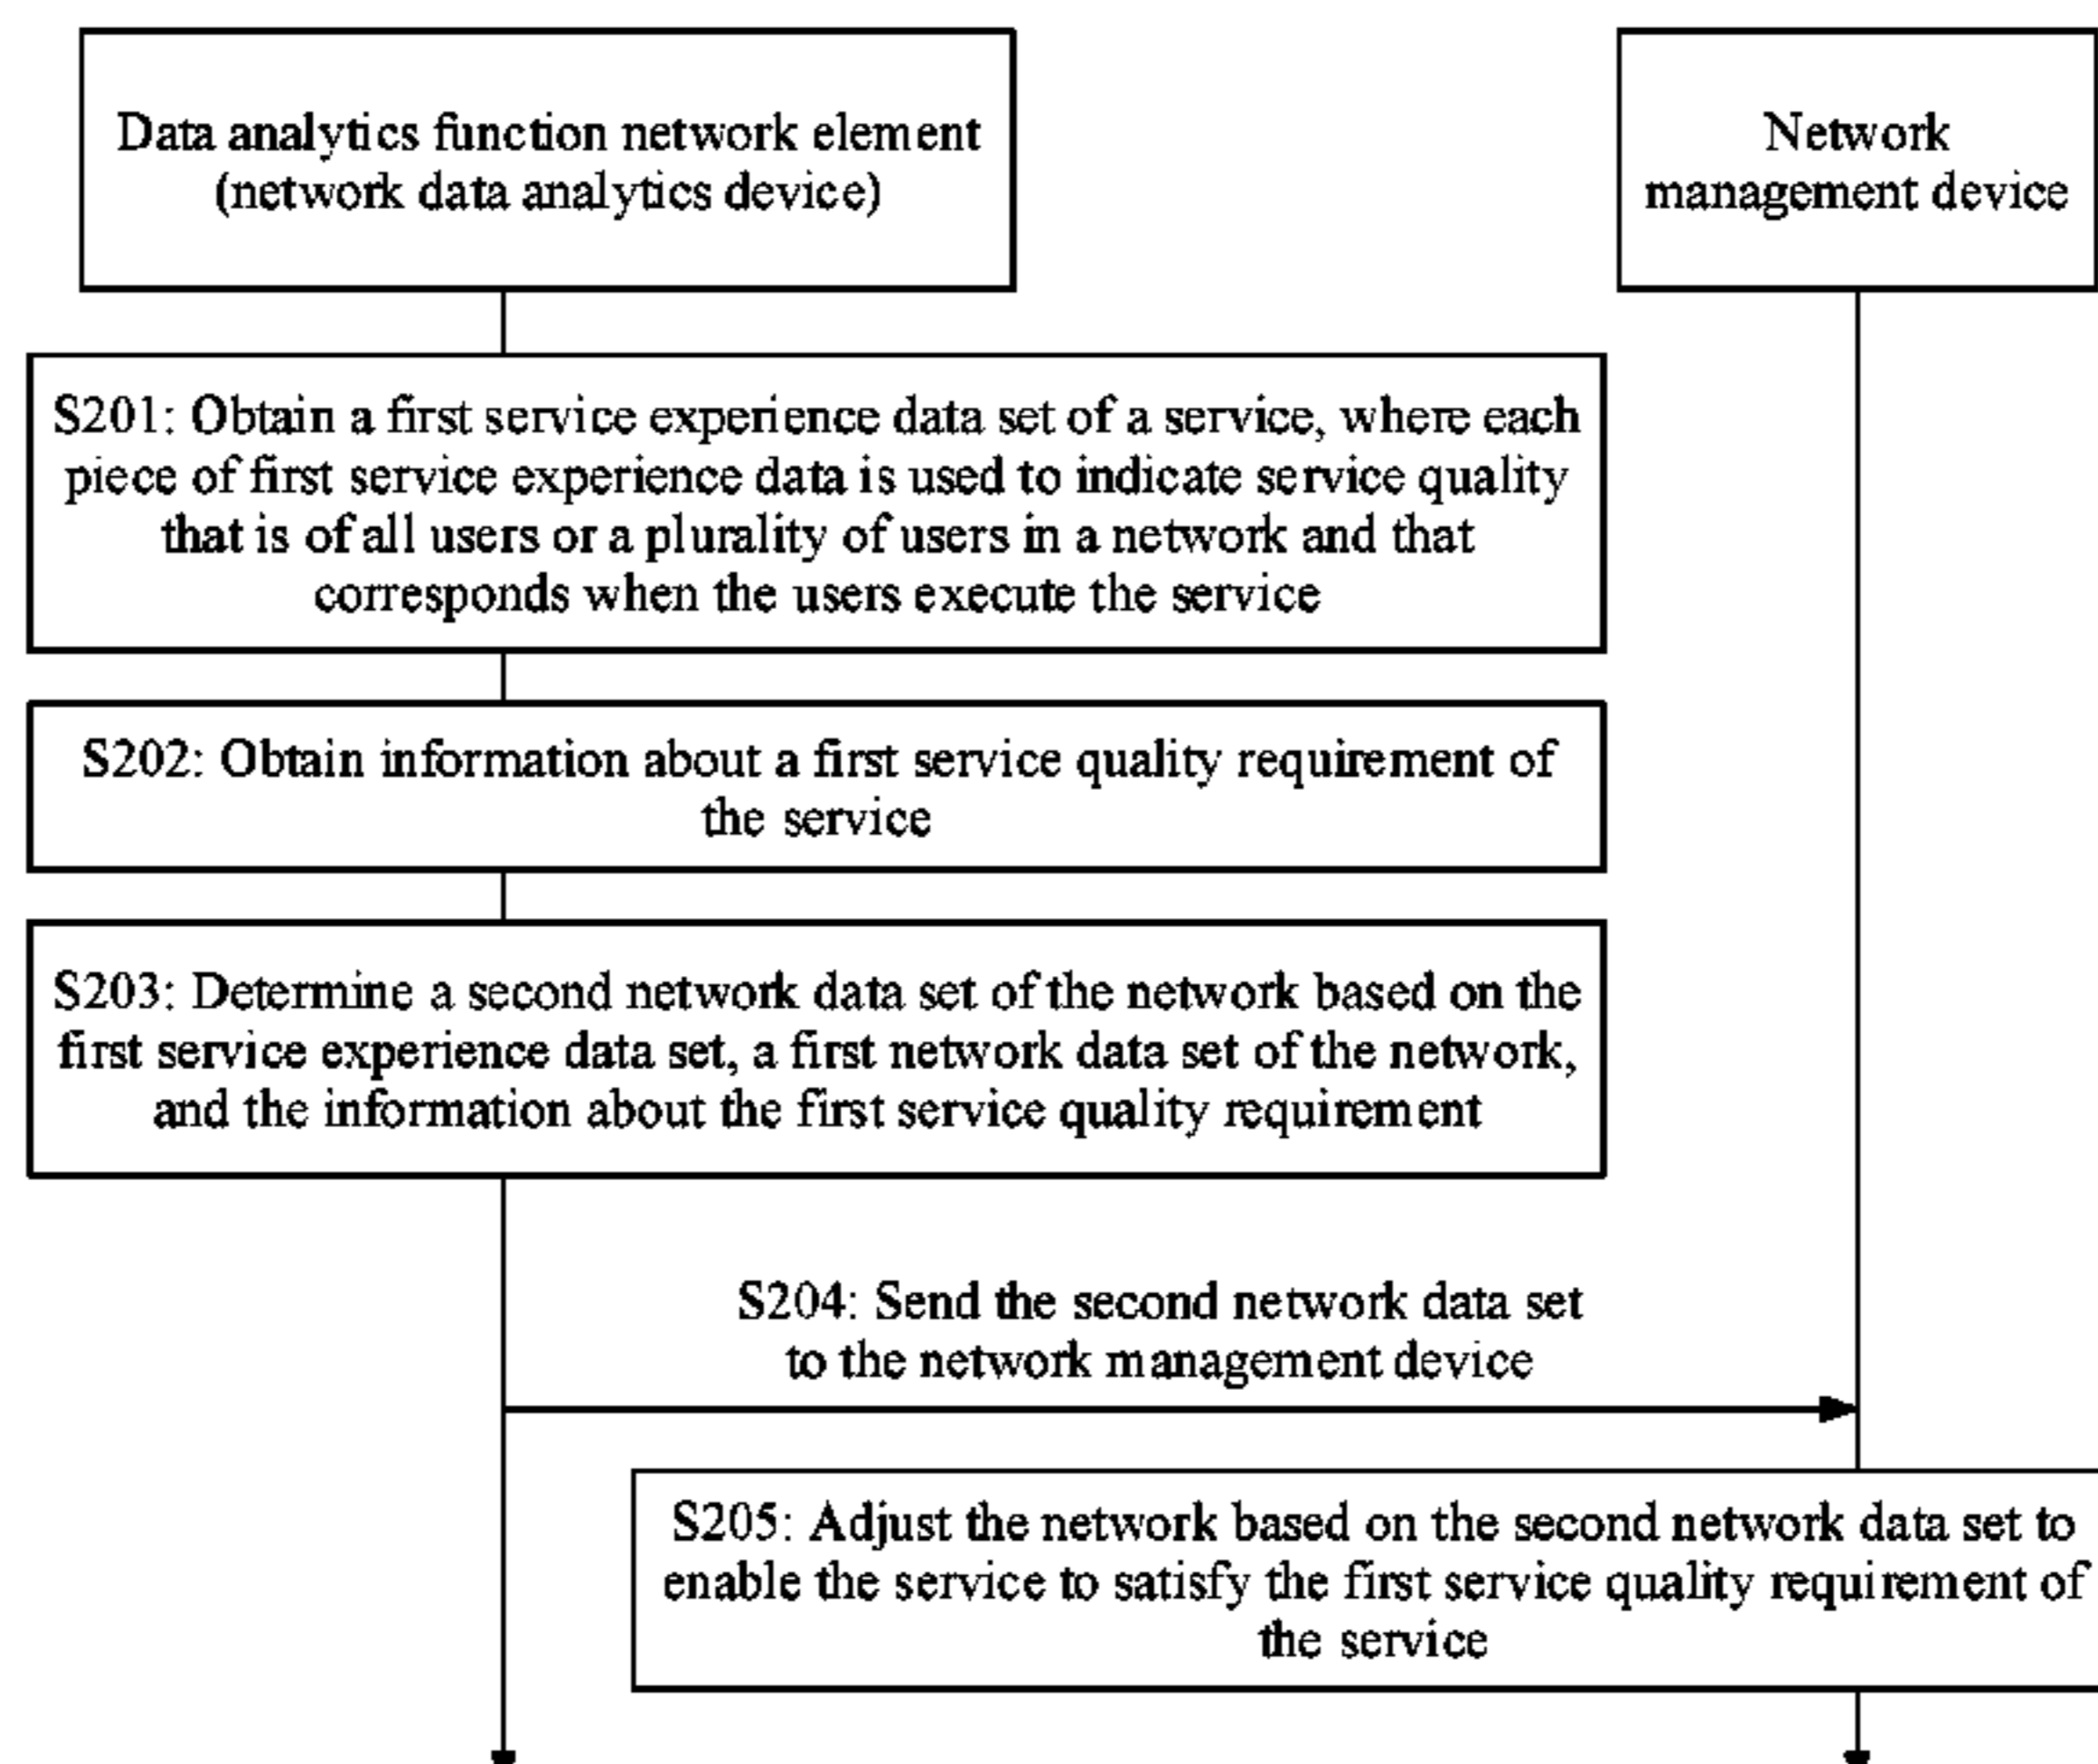 Data analytics function network element
(network data analytics device)
Network
management device
S201: Obtain a first service experience data set of a service, where each
piece of first service experience data is used to indicate service quality
that is of all users or a plurality of users in a network and that
corresponds when the users execute the service
S202: Obtain information about a first service quality requirement of
the service
S203: Determine a second network data set of the network based on the
first service experience data set, a first network data set of the network,
and the information about the first service quality requirement
S204: Send the second network data set
to the network management device
S205: Adjust the network based on the second network data set to
enable the service to satisfy the first service quality requirement of
the service